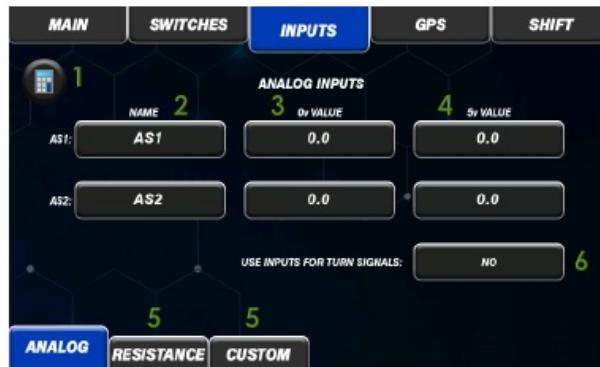 MAIN SWITCHES INPUTS GPS SHIFT
1
ANALOG INPUTS
NAME 2 3 0v VALUE 4 5v VALUE
AS1: AS1 0.0 0.0
AS2: AS2 0.0 0.0
USE INPUTS FOR TURN SIGNALS: NO 6
5 5
ANALOG RESISTANCE CUSTOM